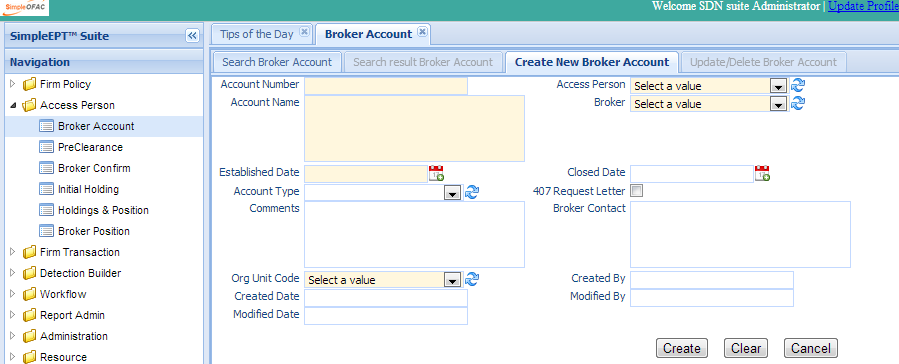 SimpleOFAC
Welcome SDN suite Administrator | Update Profile
SimpleEPT™ Suite
Navigation
Firm Policy
Access Person
Broker Account
PreClearance
Broker Confirm
Initial Holding
Holdings & Position
Broker Position
Firm Transaction
Detection Builder
Workflow
Report Admin
Administration
Resource
Tips of the Day
Broker Account
Search Broker Account
Search result Broker Account
Create New Broker Account
Update/Delete Broker Account
Account Number
Access Person Select a value
Account Name
Broker Select a value
Established Date
Closed Date
Account Type
407 Request Letter
Comments
Broker Contact
Org Unit Code Select a value
Created By
Created Date
Modified By
Modified Date
Create
Clear
Cancel